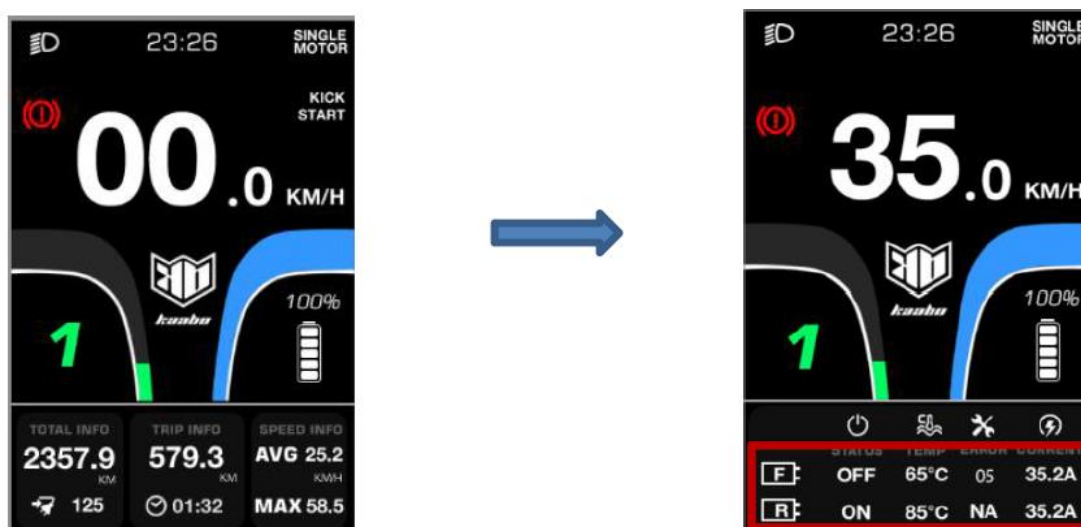 23:26 SINGLE MOTOR
KICK START
00.0 KM/H
100%
kaabo
1
TOTAL INFO TRIP INFO SPEED INFO
2357.9 KM 579.3 KM AVG 25.2 KM/H
125 01:32 MAX 58.5
23:26 SINGLE MOTOR
35.0 KM/H
100%
kaabo
1
STATUS TEMP ERROR CURRENT
F OFF 65°C 05 35.2A
R ON 85°C NA 35.2A